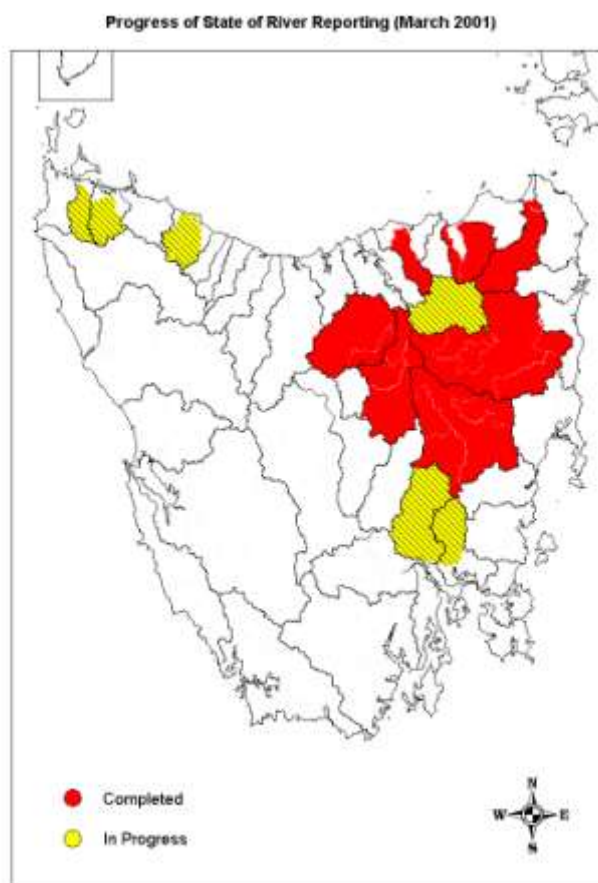 Progress of State of River Reporting (March 2001)
Completed
In Progress
N
W E
S